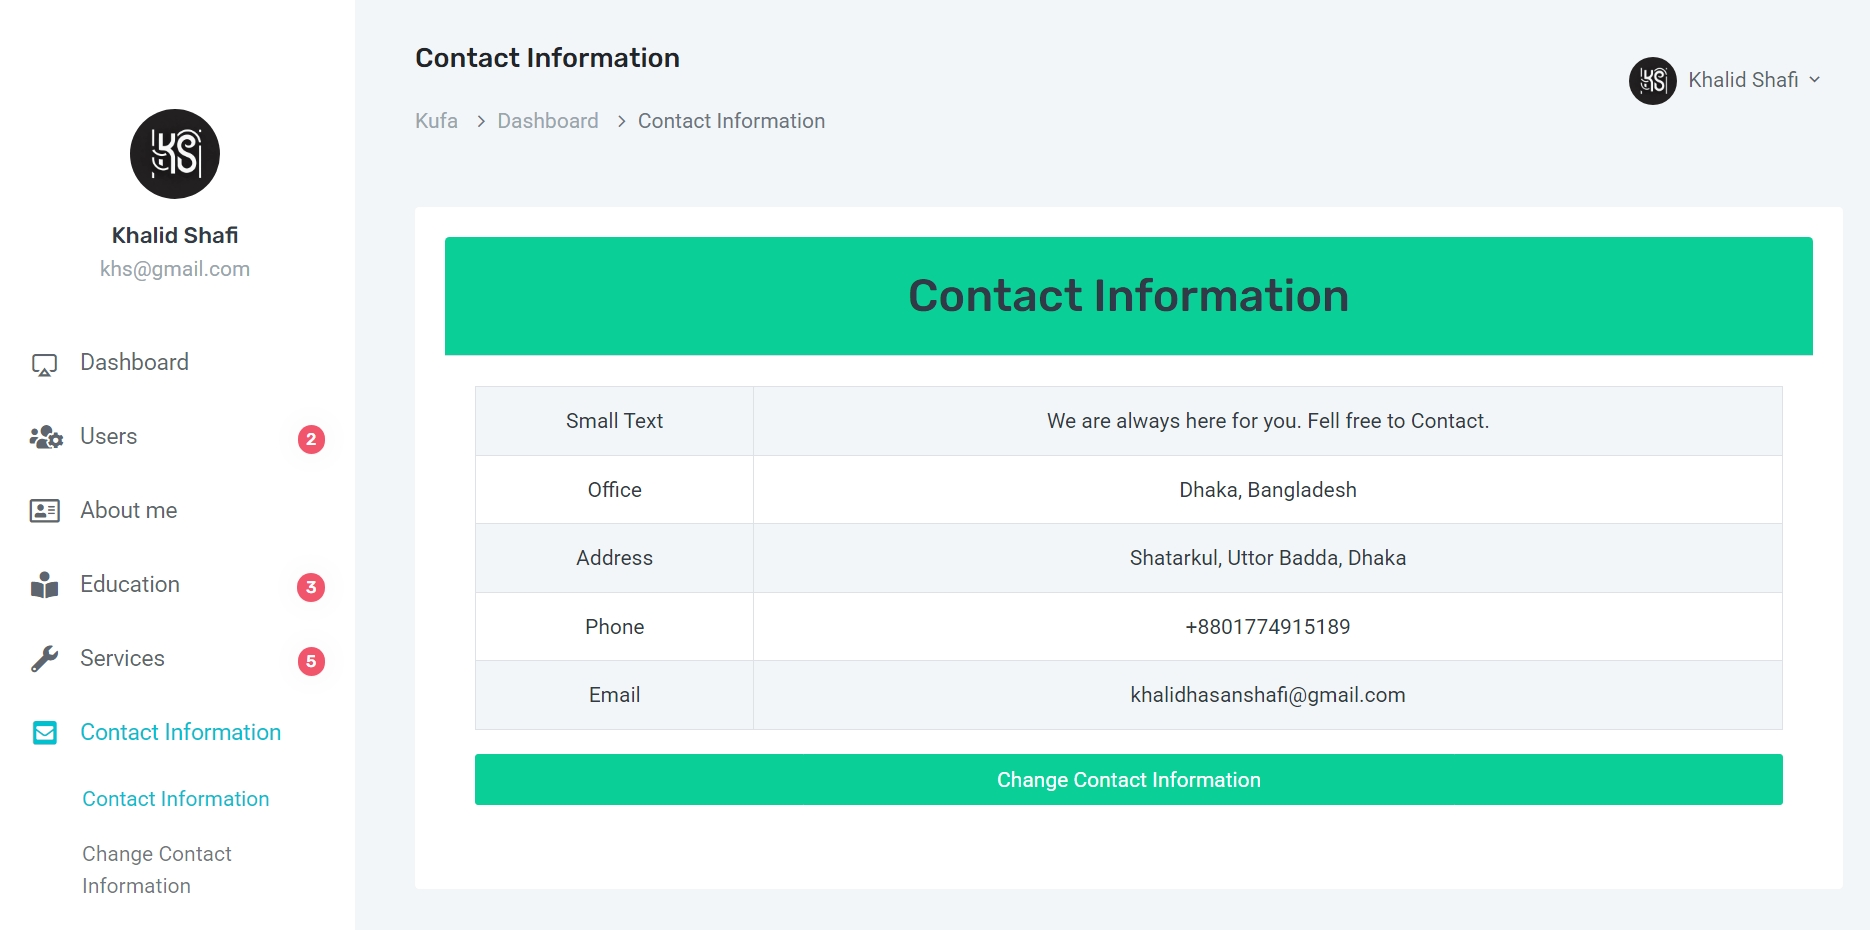 KS
Khalid Shafi
khs@gmail.com
Dashboard
Users 2
About me
Education 3
Services 5
Contact Information
Contact Information
Change Contact
Information
Contact Information
Kufa > Dashboard > Contact Information
KS Khalid Shafi
Contact Information
Small Text We are always here for you. Fell free to Contact.
Office Dhaka, Bangladesh
Address Shatarkul, Uttor Badda, Dhaka
Phone +8801774915189
Email khalidhasanshafi@gmail.com
Change Contact Information